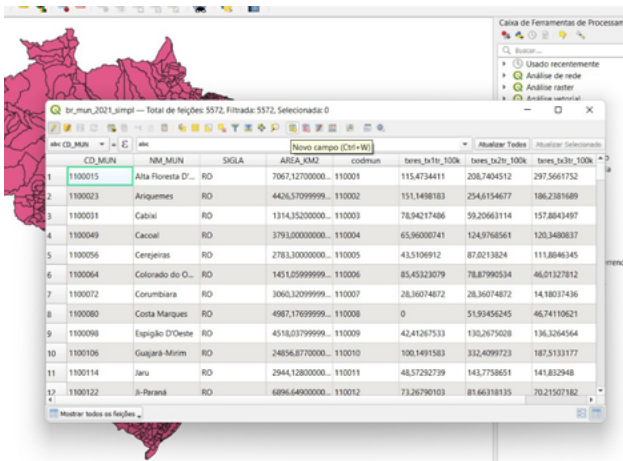 Caixa de Ferramentas de Processam
Buscar...
Usado recentemente
Análise de rede
Análise raster
Análise vetorial
br_mun_2021_simpl — Total de feições: 5572, Filtrada: 5572, Selecionada: 0
abc CD_MUN = ε abc Novo campo (Ctrl+W) Atualizar Todos Atualizar Selecionado
CD_MUN NM_MUN SIGLA AREA_KM2 codmun txres_tx1tr_100k txres_tx2tr_100k txres_tx3tr_100k
1 1100015 Alta Floresta D'... RO 7067,12700000... 110001 115,4734411 208,7404512 297,5661752
2 1100023 Ariquemes RO 4426,57099999... 110002 151,1498183 254,6154677 186,2381689
3 1100031 Cabixi RO 1314,35200000... 110003 78,94217486 59,20663114 157,8843497
4 1100049 Cacoal RO 3793,00000000... 110004 65,96000741 124,9768561 120,3480837
5 1100056 Cerejeiras RO 2783,30000000... 110005 43,5106912 87,0213824 111,8846345
6 1100064 Colorado do O... RO 1451,05999999... 110006 85,45323079 78,87990534 46,01327812
7 1100072 Corumbiara RO 3060,32099999... 110007 28,36074872 28,36074872 14,18037436
8 1100080 Costa Marques RO 4987,17699999... 110008 0 51,93456245 46,74110621
9 1100098 Espigão D'Oeste RO 4518,03799999... 110009 42,41267533 130,2675028 136,3264564
10 1100106 Guajará-Mirim RO 24856,8770000... 110010 100,1491583 332,4099723 187,5133177
11 1100114 Jaru RO 2944,12800000... 110011 48,57292739 143,7758651 141,832948
12 1100122 Ji-Paraná RO 6896,64900000... 110012 73,26790103 81,66318135 70,21507182
Mostrar todos os feições